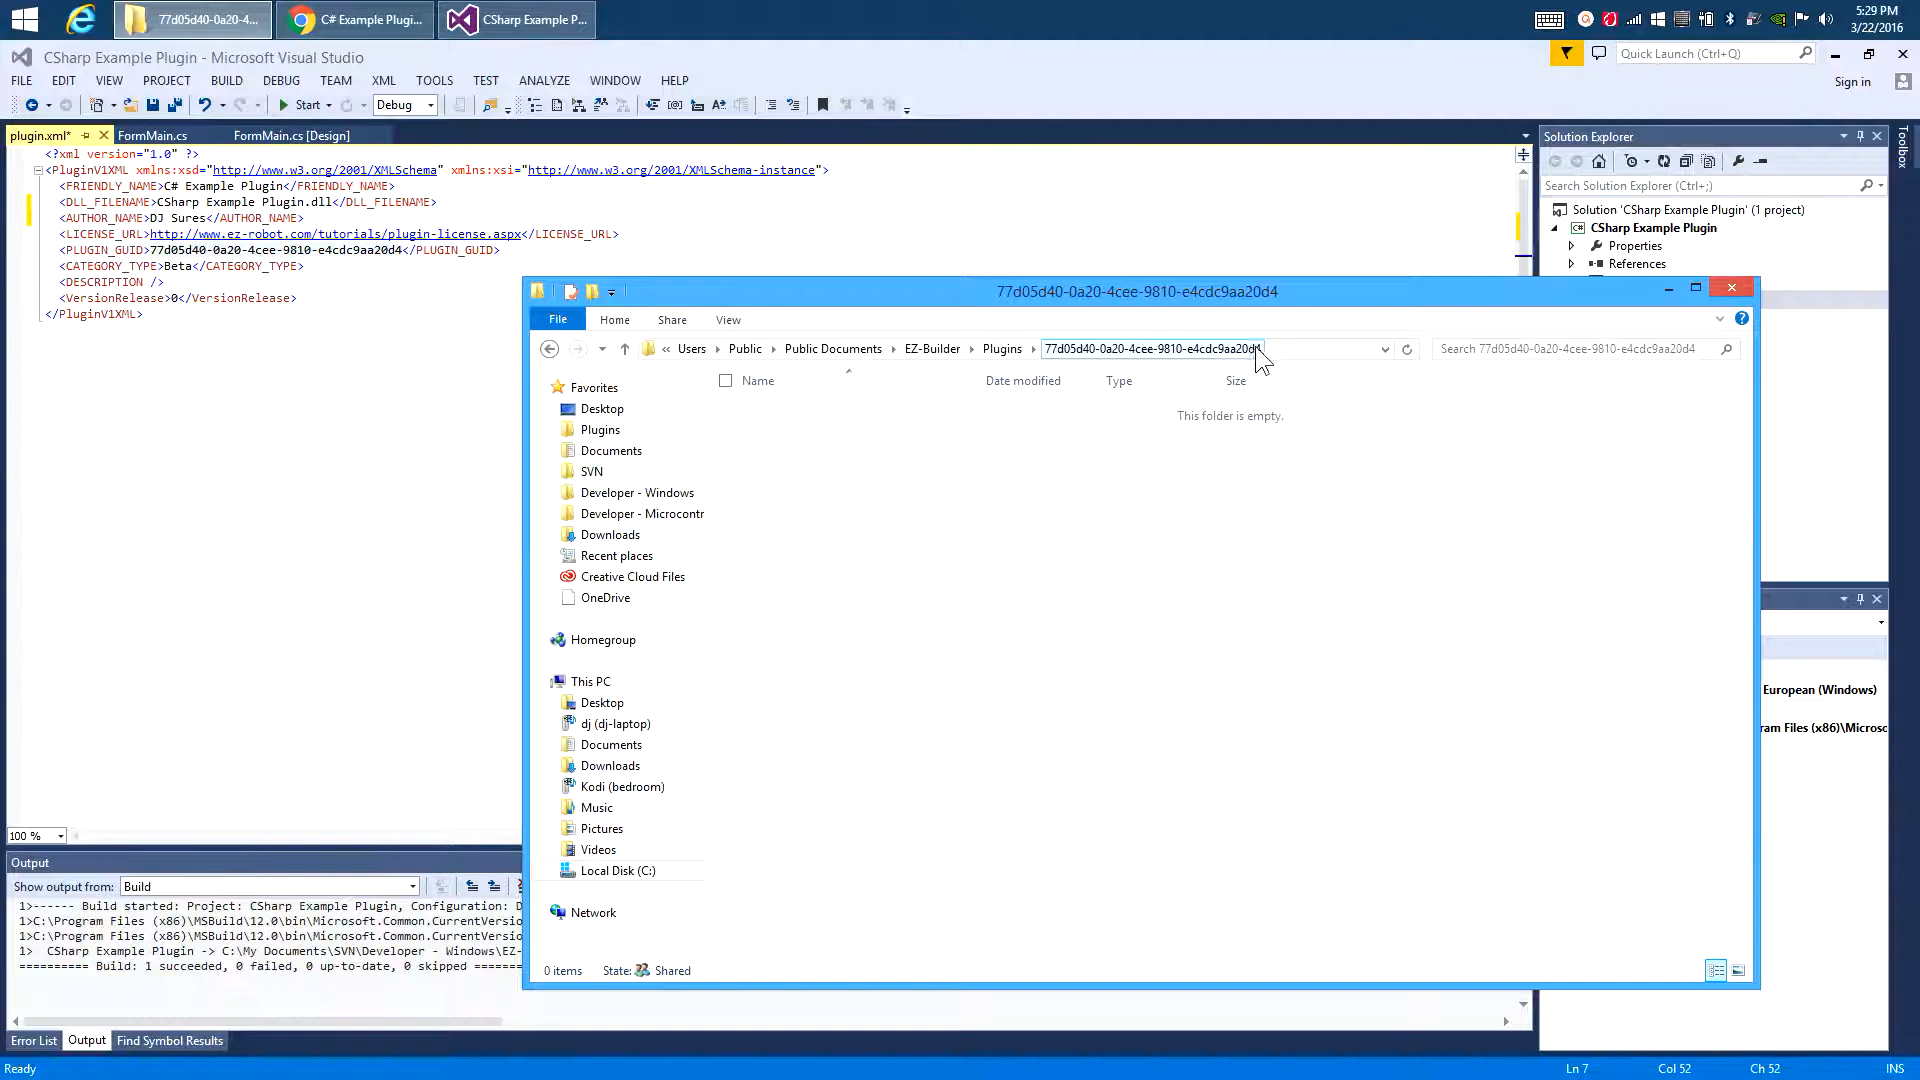 77d05d40-0a20-4...
C# Example Plugi...
CSharp Example P...
5:29 PM
3/22/2016
CSharp Example Plugin - Microsoft Visual Studio
Quick Launch (Ctrl+Q)
FILE EDIT VIEW PROJECT BUILD DEBUG TEAM XML TOOLS TEST ANALYZE WINDOW HELP
Sign in
Start
Debug
plugin.xml*
FormMain.cs
FormMain.cs [Design]
Solution Explorer
Toolbox
<?xml version="1.0" ?>
<PluginV1XML xmlns:xsd="http://www.w3.org/2001/XMLSchema" xmlns:xsi="http://www.w3.org/2001/XMLSchema-instance">
<FRIENDLY_NAME>C# Example Plugin</FRIENDLY_NAME>
<DLL_FILENAME>CSharp Example Plugin.dll</DLL_FILENAME>
<AUTHOR_NAME>DJ Sures</AUTHOR_NAME>
<LICENSE_URL>http://www.ez-robot.com/tutorials/plugin-license.aspx</LICENSE_URL>
<PLUGIN_GUID>77d05d40-0a20-4cee-9810-e4cdc9aa20d4</PLUGIN_GUID>
<CATEGORY_TYPE>Beta</CATEGORY_TYPE>
<DESCRIPTION />
<VersionRelease>0</VersionRelease>
</PluginV1XML>
Search Solution Explorer (Ctrl+;)
Solution 'CSharp Example Plugin' (1 project)
CSharp Example Plugin
Properties
References
77d05d40-0a20-4cee-9810-e4cdc9aa20d4
File Home Share View
« Users Public Public Documents EZ-Builder Plugins 77d05d40-0a20-4cee-9810-e4cdc9aa20d4
Search 77d05d40-0a20-4cee-9810-e4cdc9aa20d4
Name Date modified Type Size
This folder is empty.
Favorites
Desktop
Plugins
Documents
SVN
Developer - Windows
Developer - Microcontr
Downloads
Recent places
Creative Cloud Files
OneDrive
Homegroup
This PC
Desktop
dj (dj-laptop)
Documents
Downloads
Kodi (bedroom)
Music
Pictures
Videos
Local Disk (C:)
Network
0 items State: Shared
European (Windows)
ram Files (x86)\Microso
100 %
Output
Show output from: Build
1>------ Build started: Project: CSharp Example Plugin, Configuration: D
1>C:\Program Files (x86)\MSBuild\12.0\bin\Microsoft.Common.CurrentVersio
1>C:\Program Files (x86)\MSBuild\12.0\bin\Microsoft.Common.CurrentVersio
1> CSharp Example Plugin -> C:\My Documents\SVN\Developer - Windows\EZ-
========== Build: 1 succeeded, 0 failed, 0 up-to-date, 0 skipped =======
Error List Output Find Symbol Results
Ready
Ln 7
Col 52
Ch 52
INS